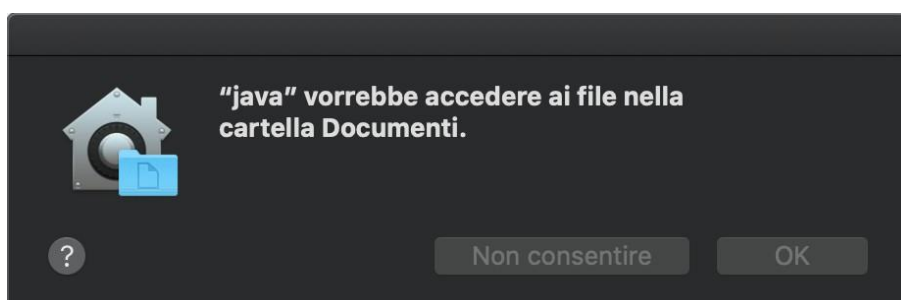 “java” vorrebbe accedere ai file nella
cartella Documenti.
?
Non consentire
OK